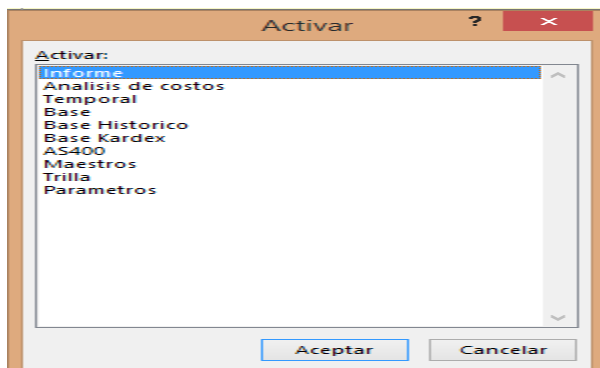 Activar
?
Activar:
Informe
Analisis de costos
Temporal
Base
Base Historico
Base Kardex
AS400
Maestros
Trilla
Parametros
Aceptar
Cancelar